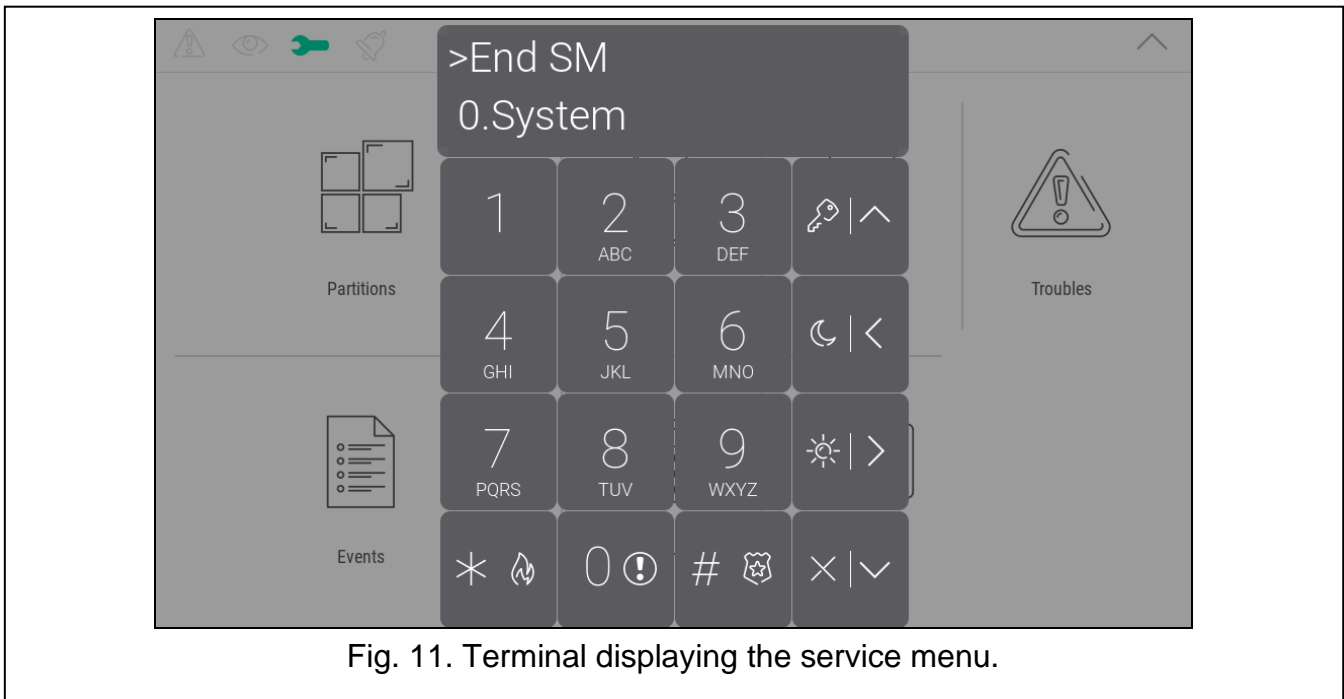 >End SM
0.System
1 2 3
ABC DEF
Partitions
Troubles
4 5 6
GHI JKL MNO
7 8 9
PQRS TUV WXYZ
Events
* 0 #
Fig. 11. Terminal displaying the service menu.